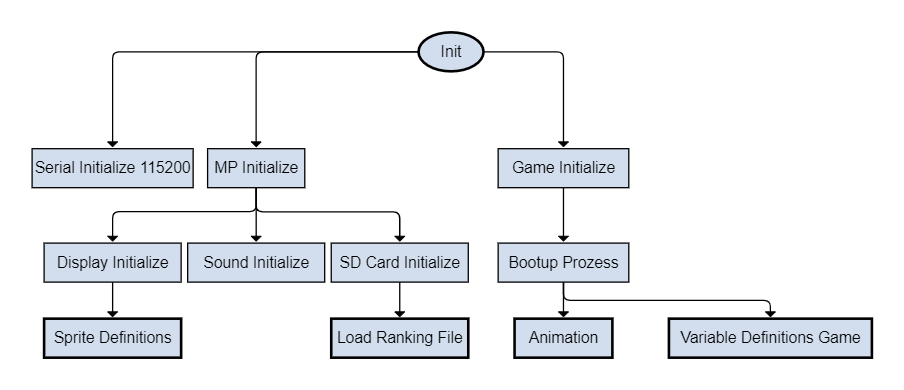 Init
Serial Initialize 115200
MP Initialize
Game Initialize
Display Initialize
Sound Initialize
SD Card Initialize
Bootup Prozess
Sprite Definitions
Load Ranking File
Animation
Variable Definitions Game